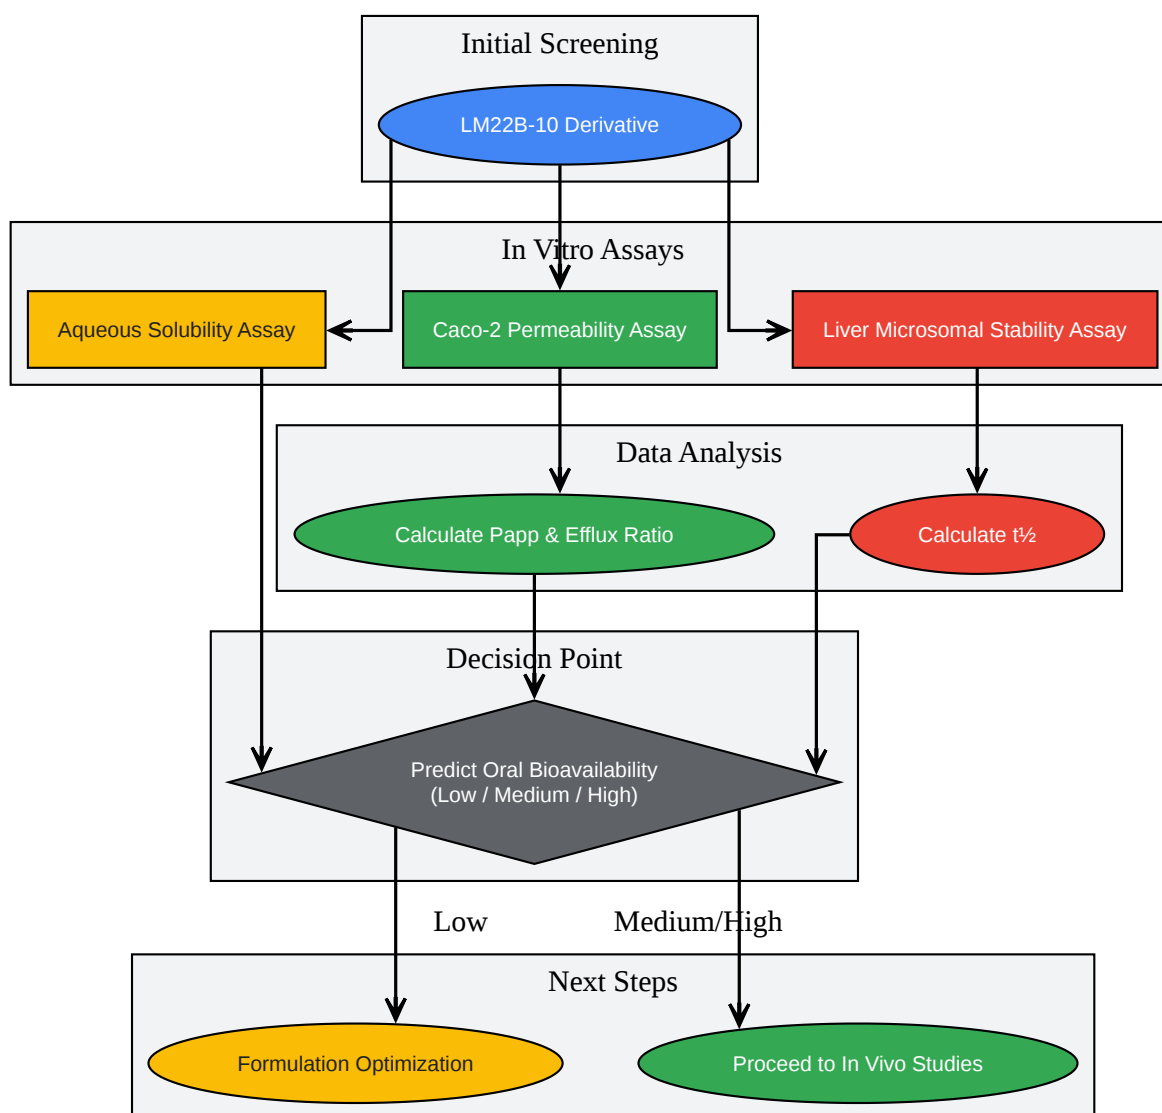 Initial Screening
LM22B-10 Derivative
In Vitro Assays
Aqueous Solubility Assay
Caco-2 Permeability Assay
Liver Microsomal Stability Assay
Data Analysis
Calculate Papp & Efflux Ratio
Calculate t½
Decision Point
Predict Oral Bioavailability
(Low / Medium / High)
Low
Medium/High
Next Steps
Formulation Optimization
Proceed to In Vivo Studies